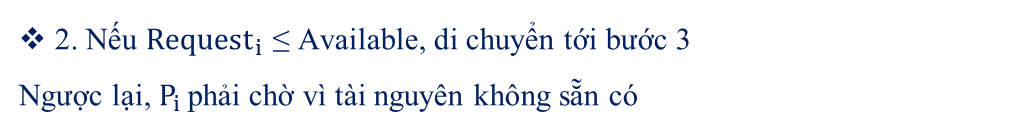 ❖ 2. Nếu Requestᵢ ≤ Available, di chuyển tới bước 3
Ngược lại, Pᵢ phải chờ vì tài nguyên không sẵn có